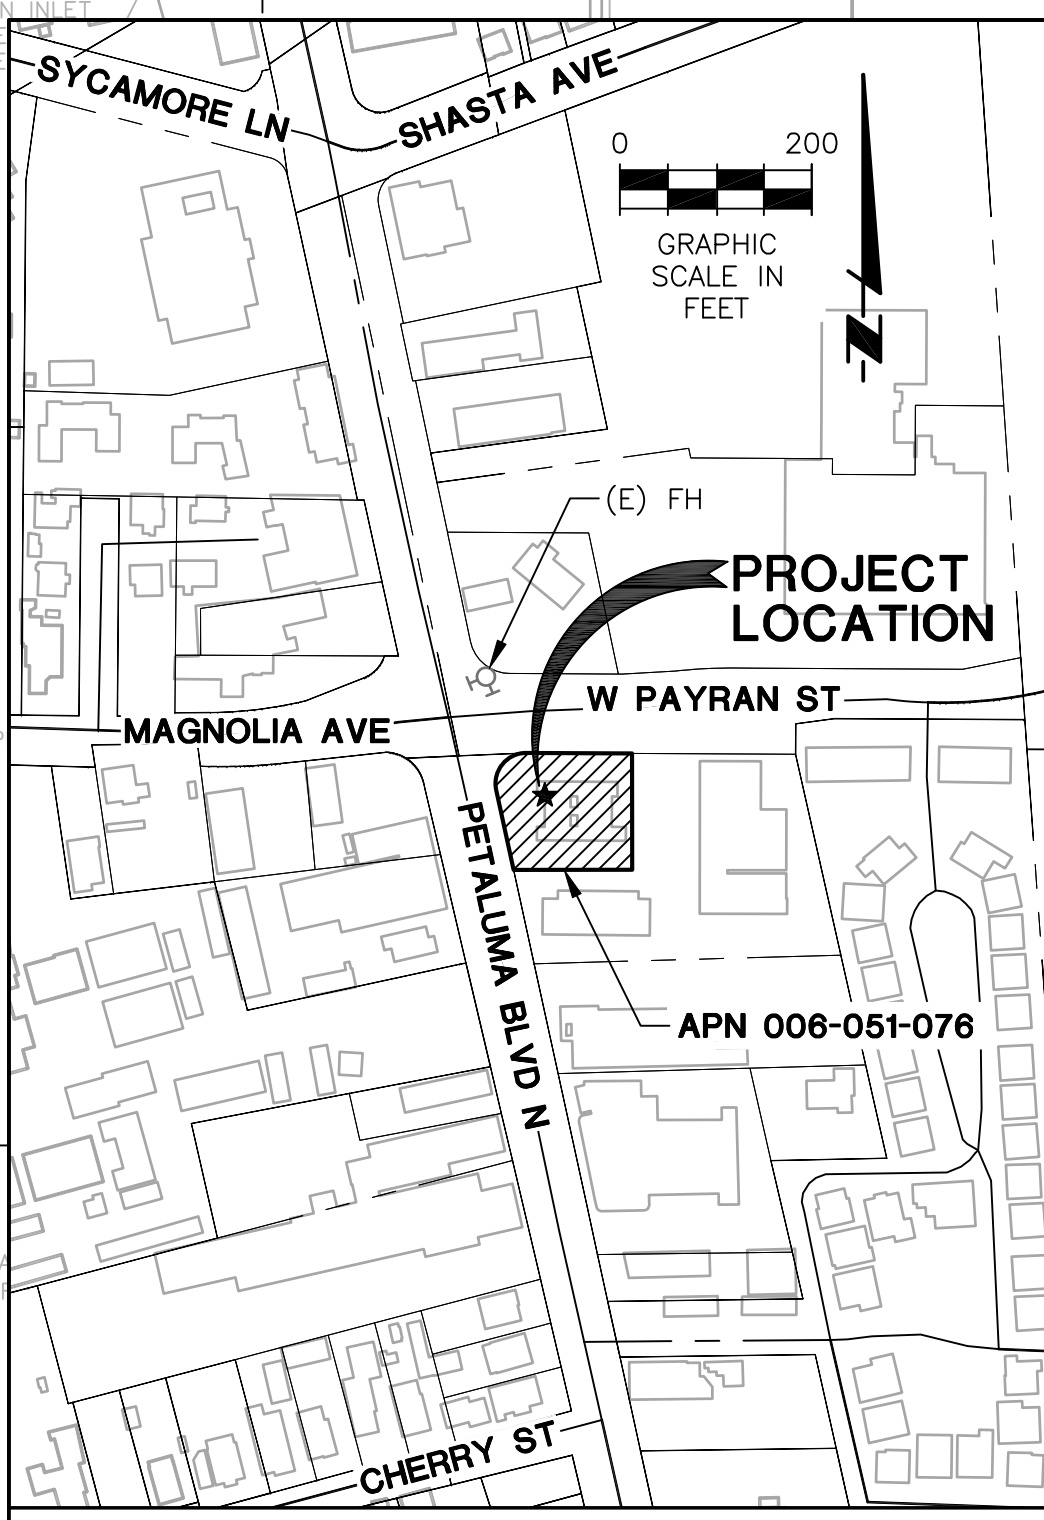 N INLET
SYCAMORE LN
SHASTA AVE
0 200
GRAPHIC
SCALE IN
FEET
N
(E) FH
PROJECT
LOCATION
W PAYRAN ST
MAGNOLIA AVE
PETALUMA BLVD N
APN 006-051-076
CHERRY ST